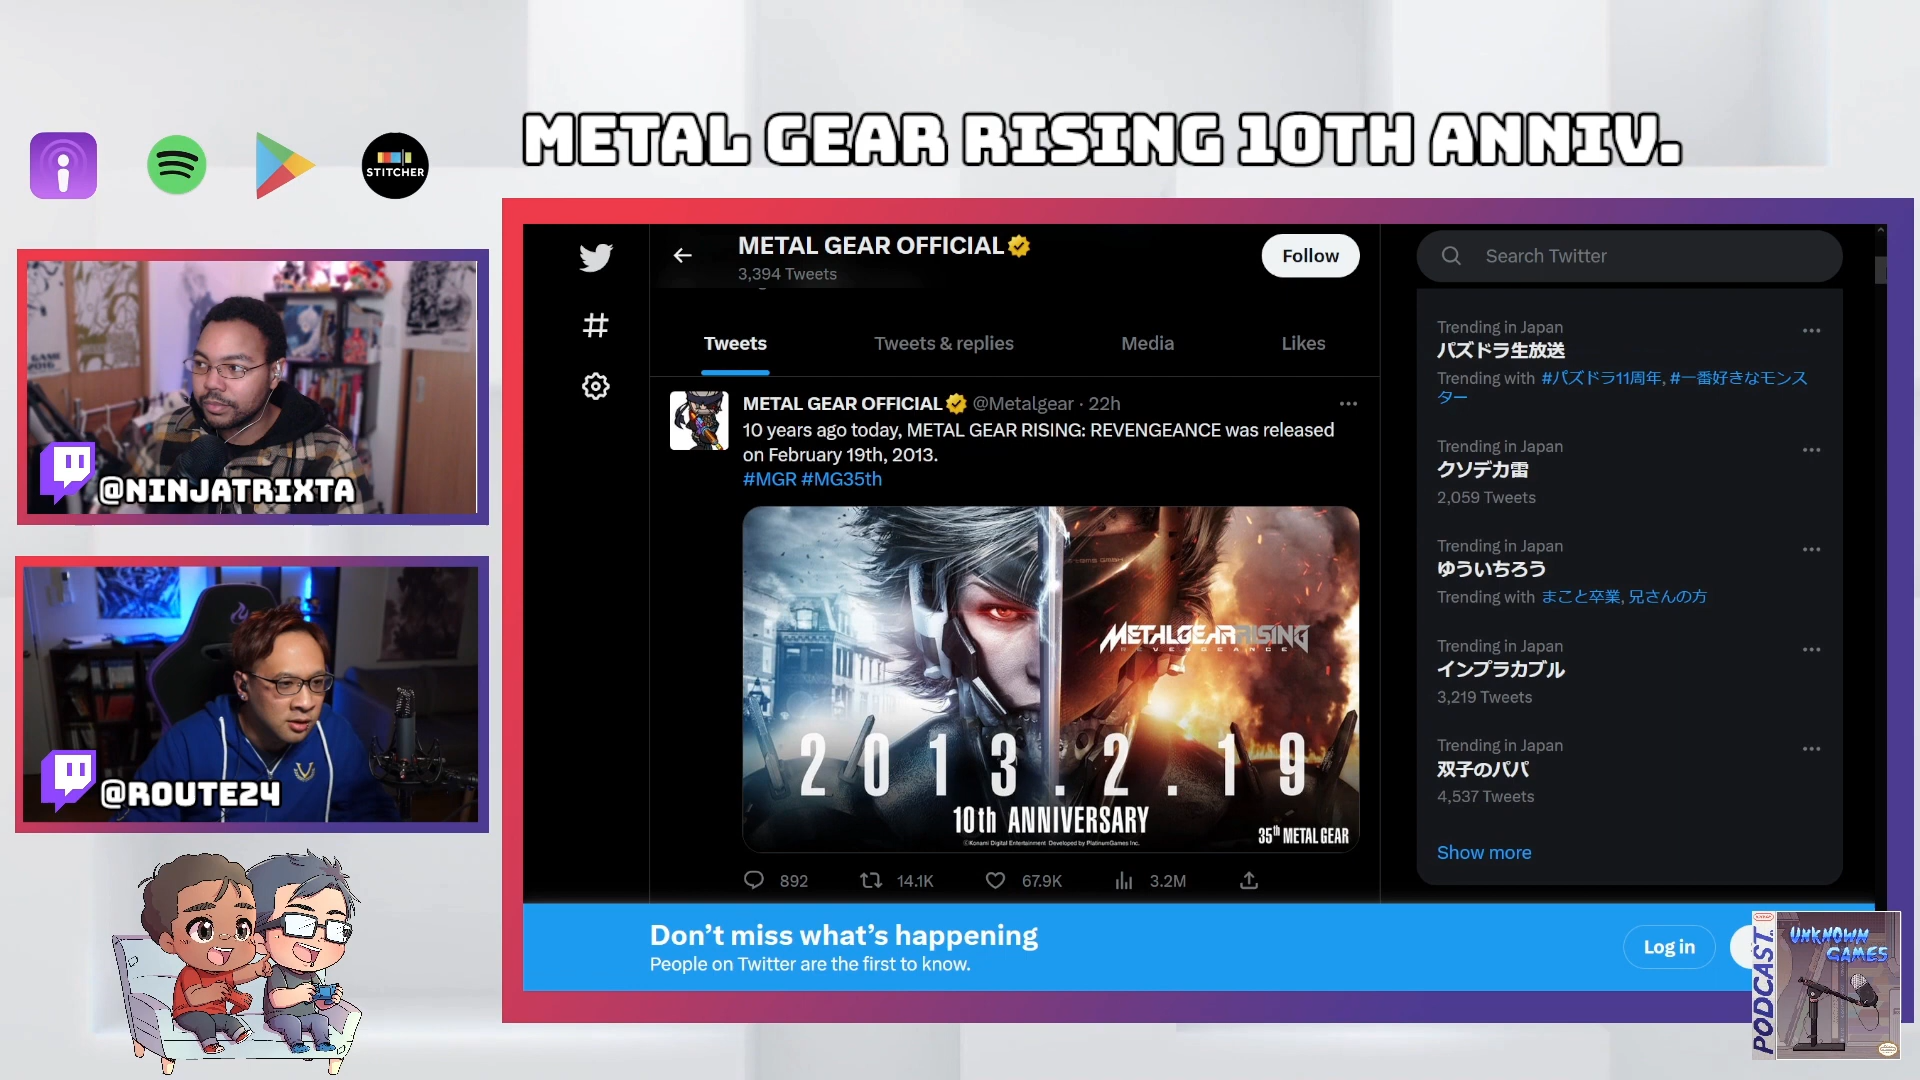 METAL GEAR RISING 10TH ANNIV.
STITCHER
@NINJATRIXTA
@ROUTE24
METAL GEAR OFFICIAL
3,394 Tweets
Follow
Search Twitter
Tweets
Tweets & replies
Media
Likes
METAL GEAR OFFICIAL @Metalgear · 22h
10 years ago today, METAL GEAR RISING: REVENGEANCE was released
on February 19th, 2013.
#MGR #MG35th
METAL GEAR RISING
REVENGEANCE
2013.2.19
10th ANNIVERSARY
35th METAL GEAR
©Konami Digital Entertainment Developed by PlatinumGames Inc.
892
14.1K
67.9K
3.2M
Trending in Japan
パズドラ生放送
Trending with #パズドラ11周年, #一番好きなモンス
ター
Trending in Japan
クソデカ雷
2,059 Tweets
Trending in Japan
ゆういちろう
Trending with まこと卒業, 兄さんの方
Trending in Japan
インプラカブル
3,219 Tweets
Trending in Japan
双子のパパ
4,537 Tweets
Show more
Don't miss what's happening
People on Twitter are the first to know.
Log in
PODCAST
UNKNOWN
GAMES